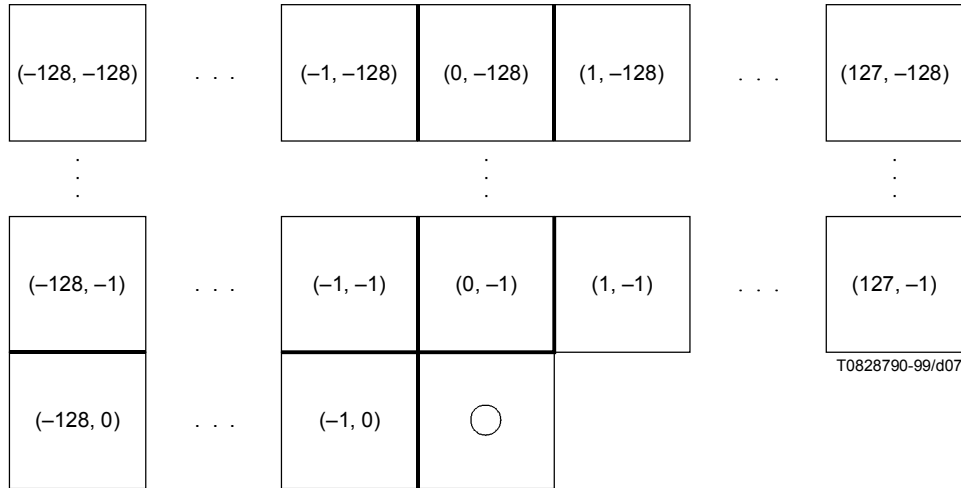 (–128, –128) . . . (–1, –128) (0, –128) (1, –128) . . . (127, –128)
. . .
(–128, –1) . . . (–1, –1) (0, –1) (1, –1) . . . (127, –1)
T0828790-99/d07
(–128, 0) . . . (–1, 0)